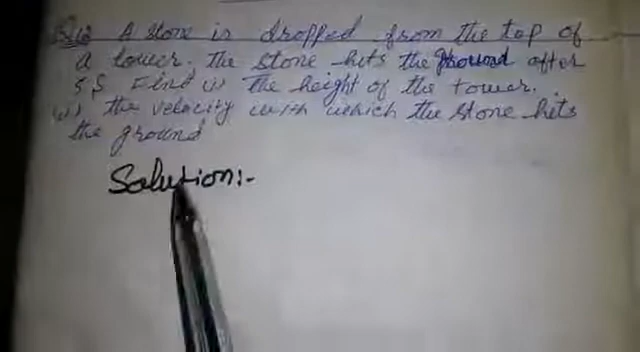 Q.12 A stone is dropped from the top of
a tower. The stone hits the ground after
5 S Find (i) The height of the tower.
(ii) the velocity with which the stone hits
the ground
Solution:-